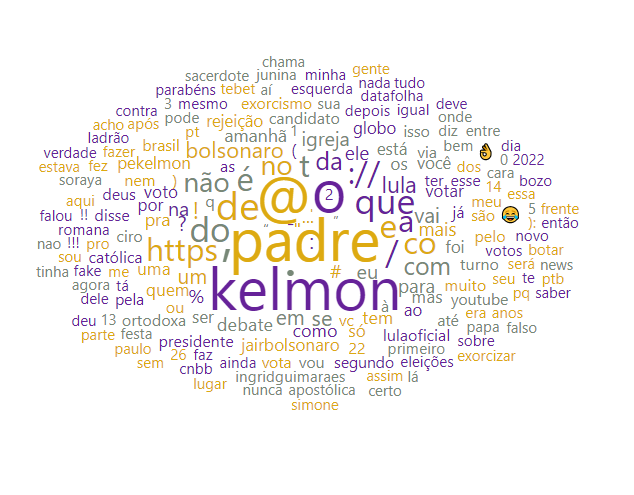 chama
sacerdote junina minha gente
parabéns tebet aí esquerda nada tudo
datafolha
contra 3 mesmo exorcismo sua depois igual deve
acho após pt pode rejeição candidato globo isso onde
ladrão brasil amanhã 1 igreja diz entre
verdade fazer bolsonaro ( ele está via bem 👌 dia
estava fez pekelmon as no t da :// os você dos 0 2022
soraya nem ) não é @ o 2 lula ter esse cara bozo
aqui deus voto q de que votar 14 essa
falou !! disse por na ! “ ... ” e a vai já meu são 😂 5 frente
romana ? pra do , padre mais ): então
nao !!! pro ciro https : / co foi pelo novo
sou católica um . kelmon com turno votos botar
tinha fake me uma # eu para será news
agora tá quem % mas muito seu te ptb
dele pela ou em se vc tem à ao youtube pq saber
deu 13 ortodoxa ser debate como só até era anos
parte festa presidente jairbolsonaro 22 lulaoficial papa falso
paulo 26 faz primeiro sobre
sem cnbb ainda vota vou segundo eleições exorcizar
lugar ingridguimaraes assim lá
nunca apostólica certo
simone